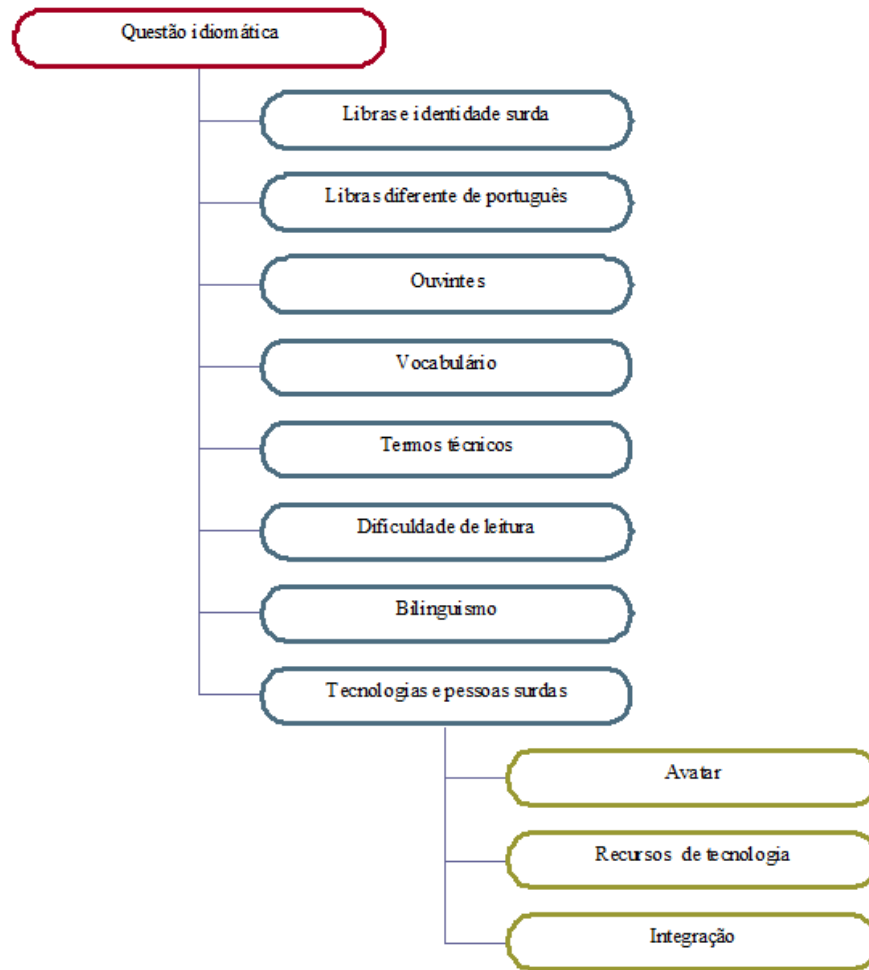 Questão idiomática
Libras e identidade surda
Libras diferente de português
Ouvintes
Vocabulário
Termos técnicos
Dificuldade de leitura
Bilinguismo
Tecnologias e pessoas surdas
Avatar
Recursos de tecnologia
Integração